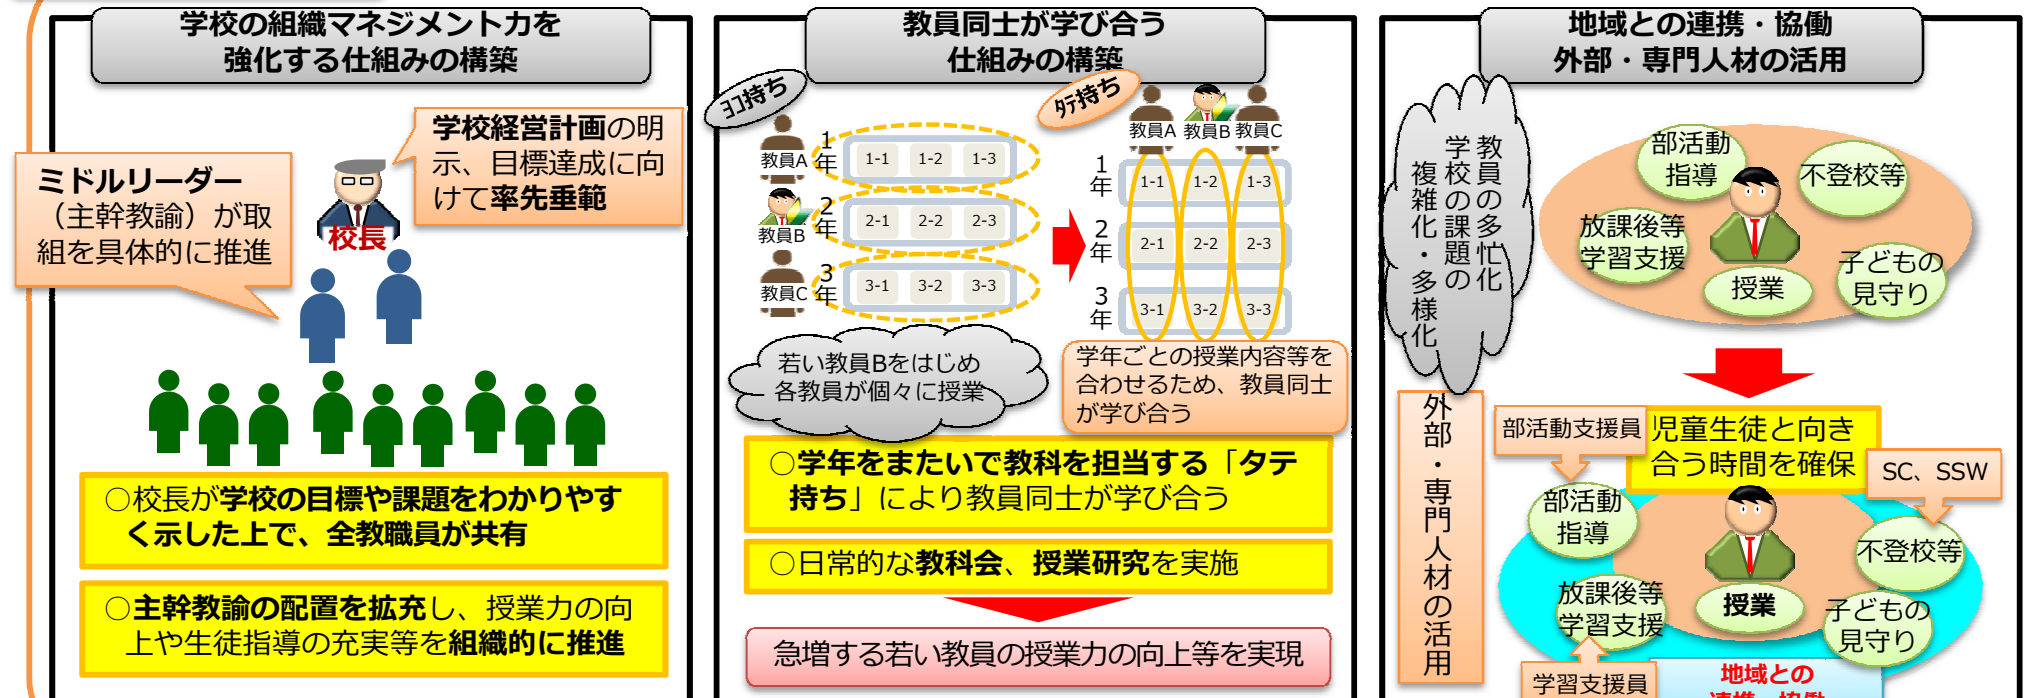 学校の組織マネジメント力を
強化する仕組みの構築
学校経営計画の明
示、目標達成に向
けて率先垂範
ミドルリーダー
（主幹教諭）が取
組を具体的に推進
校長
○校長が学校の目標や課題をわかりやす
く示した上で、全教職員が共有
○主幹教諭の配置を拡充し、授業力の向
上や生徒指導の充実等を組織的に推進
教員同士が学び合う
仕組みの構築
ﾖｺ持ち
教員A
1年
1-1 1-2 1-3
教員B
2年
2-1 2-2 2-3
教員C
3年
3-1 3-2 3-3
若い教員Bをはじめ
各教員が個々に授業
ﾀﾃ持ち
教員A 教員B 教員C
1年
1-1 1-2 1-3
2年
2-1 2-2 2-3
3年
3-1 3-2 3-3
学年ごとの授業内容等を
合わせるため、教員同士
が学び合う
○学年をまたいで教科を担当する「タテ
持ち」により教員同士が学び合う
○日常的な教科会、授業研究を実施
急増する若い教員の授業力の向上等を実現
地域との連携・協働
外部・専門人材の活用
教員の多忙化
学校の課題の
複雑化・多様化
部活動
指導
不登校等
放課後等
学習支援
授業
子どもの
見守り
外部・専門人材の活用
部活動支援員
児童生徒と向き
合う時間を確保
SC、SSW
部活動
指導
不登校等
放課後等
学習支援
授業
子どもの
見守り
学習支援員
地域との
連携・協働